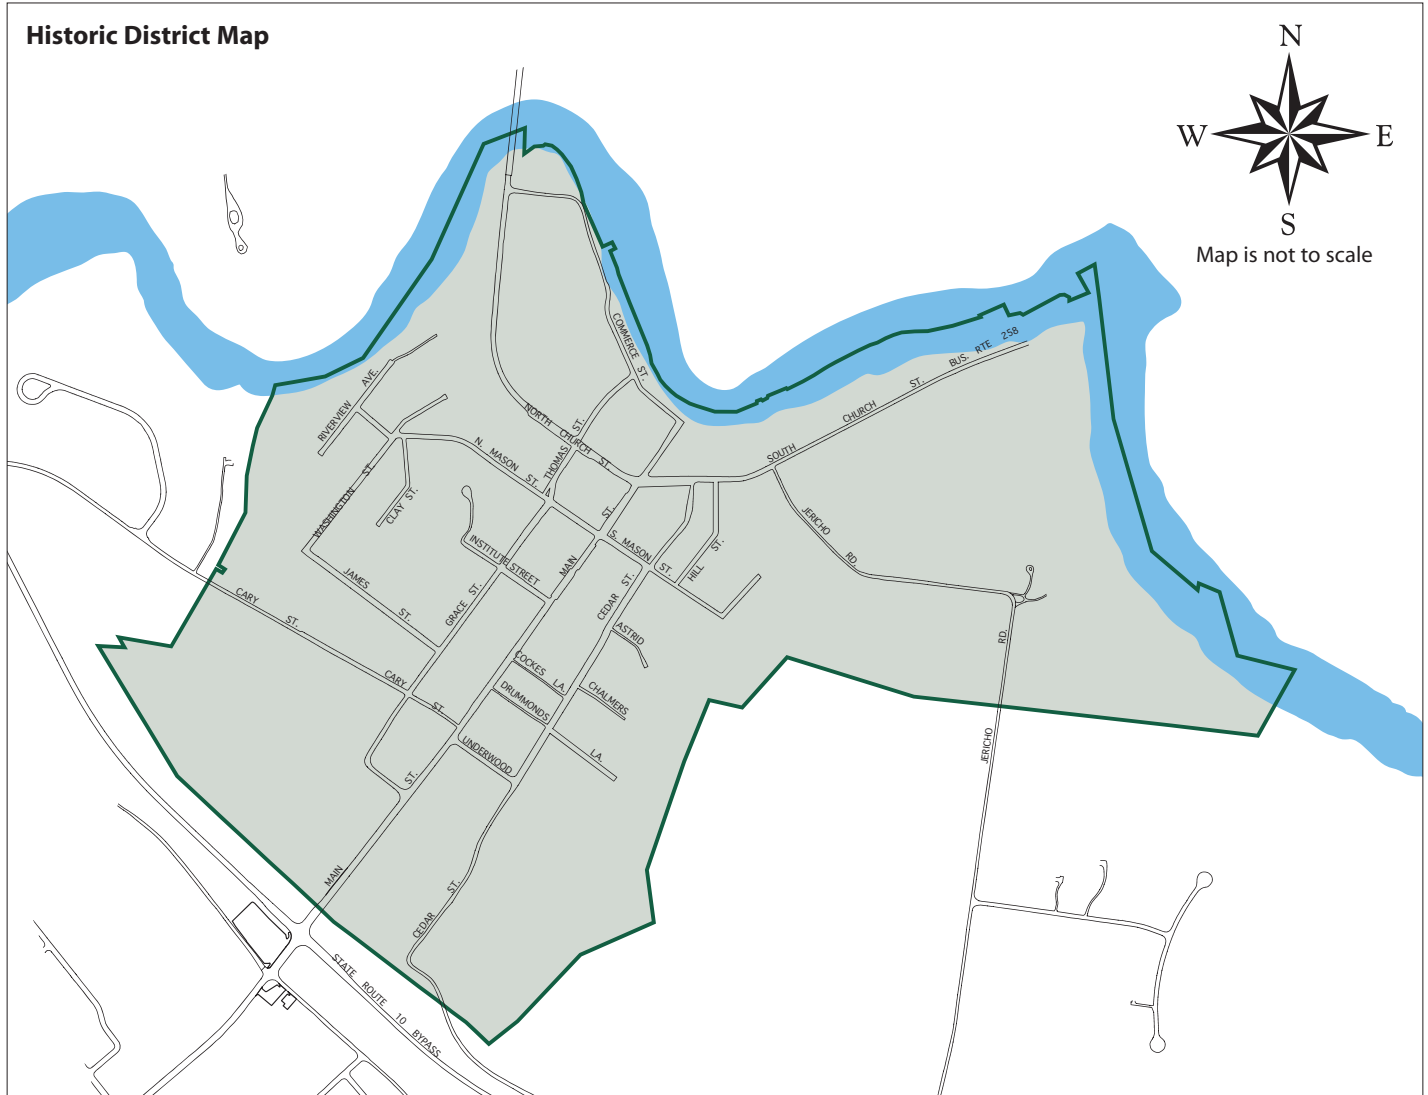 Historic District Map
N
W E
S
Map is not to scale
COMMERCE ST.
BUS. RTE 258
SOUTH CHURCH ST.
RIVERVIEW AVE.
NORTH CHURCH ST.
THOMAS ST.
N. MASON ST.
WASHINGTON ST.
CLAY ST.
MAIN ST.
S. MASON ST.
HILL ST.
JERICHO RD.
INSTITUTE STREET
JAMES ST.
GRACE ST.
CEDAR ST.
ASTRID
CARY ST.
COCKES LA.
CHALMERS
DRUMMONDS LA.
CARY ST.
UNDERWOOD
JERICHO RD.
MAIN ST.
CEDAR ST.
STATE ROUTE 10 BYPASS